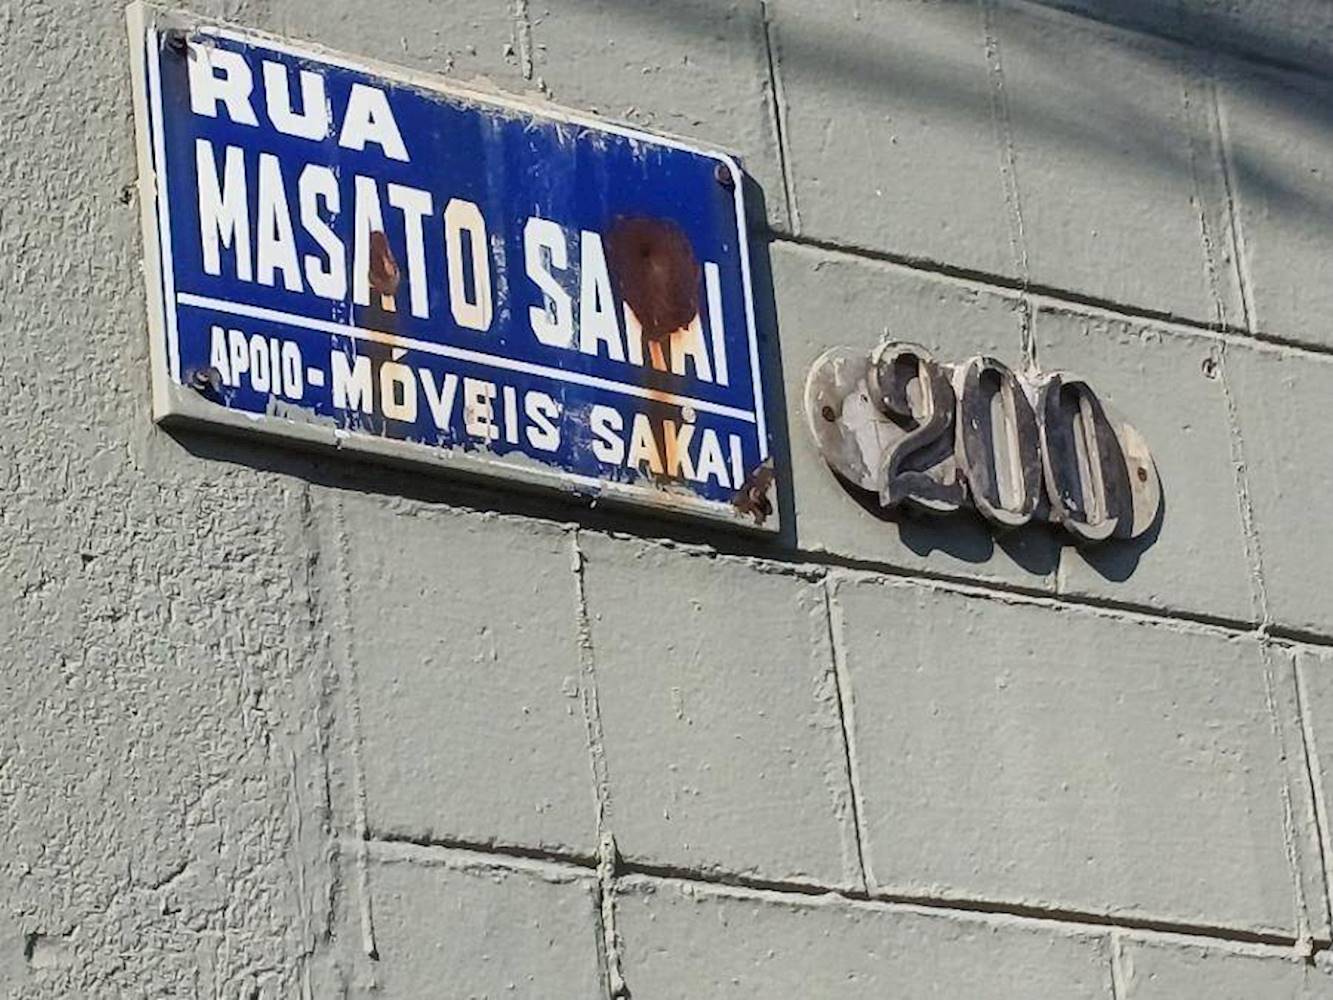 RUA
MASATO SAKAI
APOIO - MÓVEIS SAKAI
200